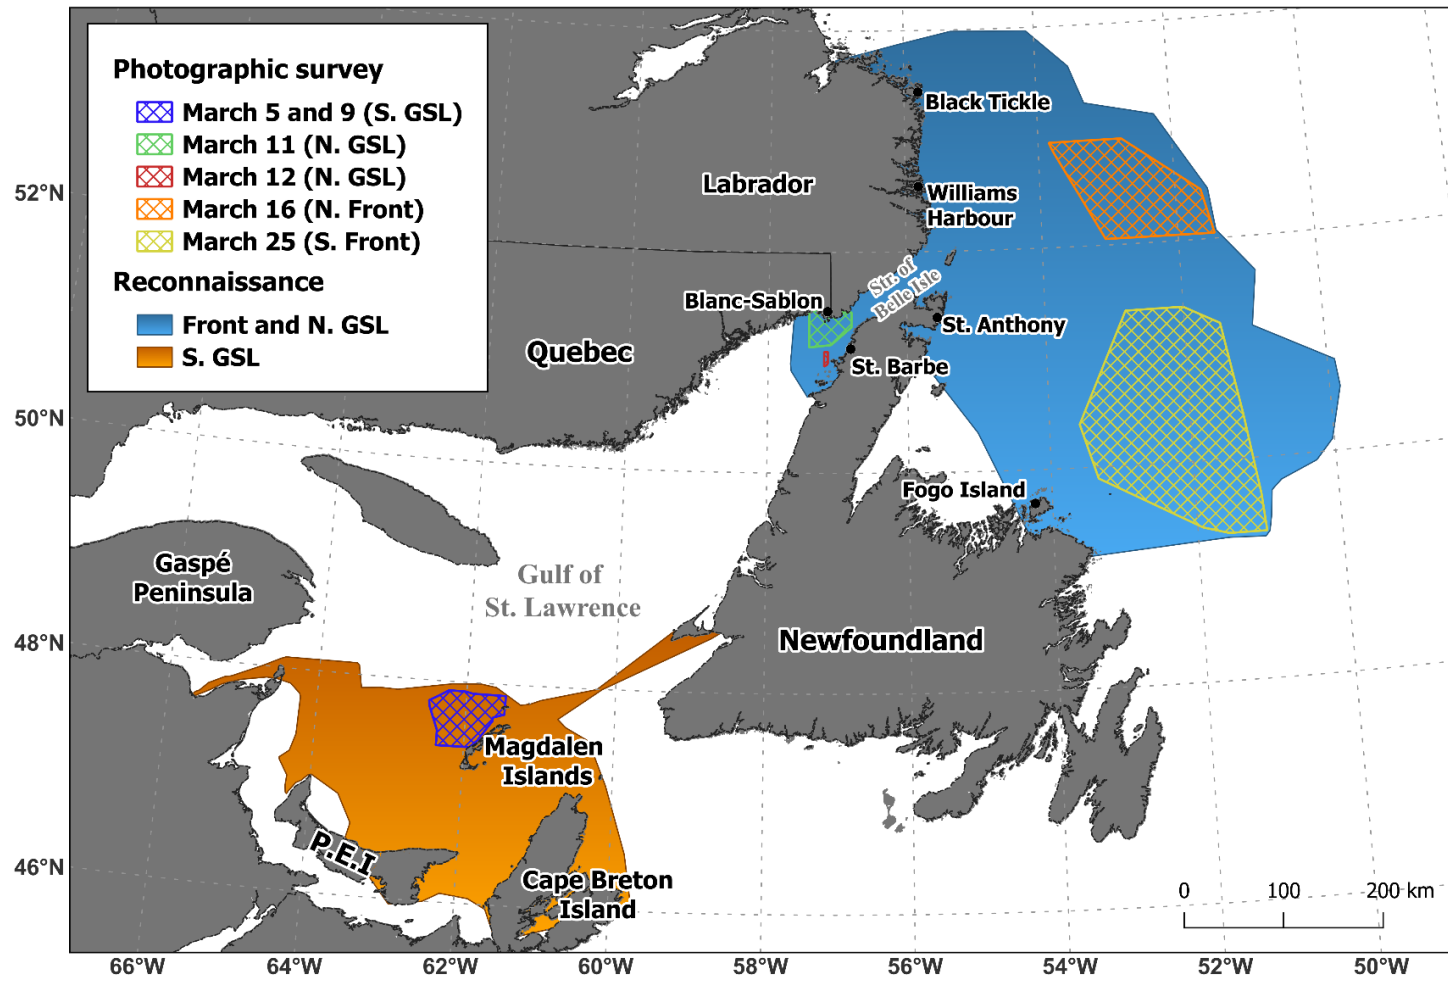 Photographic survey
March 5 and 9 (S. GSL)
March 11 (N. GSL)
March 12 (N. GSL)
March 16 (N. Front)
March 25 (S. Front)
Reconnaissance
Front and N. GSL
S. GSL
Black Tickle
Labrador
Williams
Harbour
Str. of
Belle Isle
Blanc-Sablon
St. Anthony
Quebec
St. Barbe
Fogo Island
Gaspé
Peninsula
Gulf of
St. Lawrence
Newfoundland
Magdalen
Islands
P.E.I
Cape Breton
Island
0 100 200 km
52°N
50°N
48°N
46°N
66°W 64°W 62°W 60°W 58°W 56°W 54°W 52°W 50°W